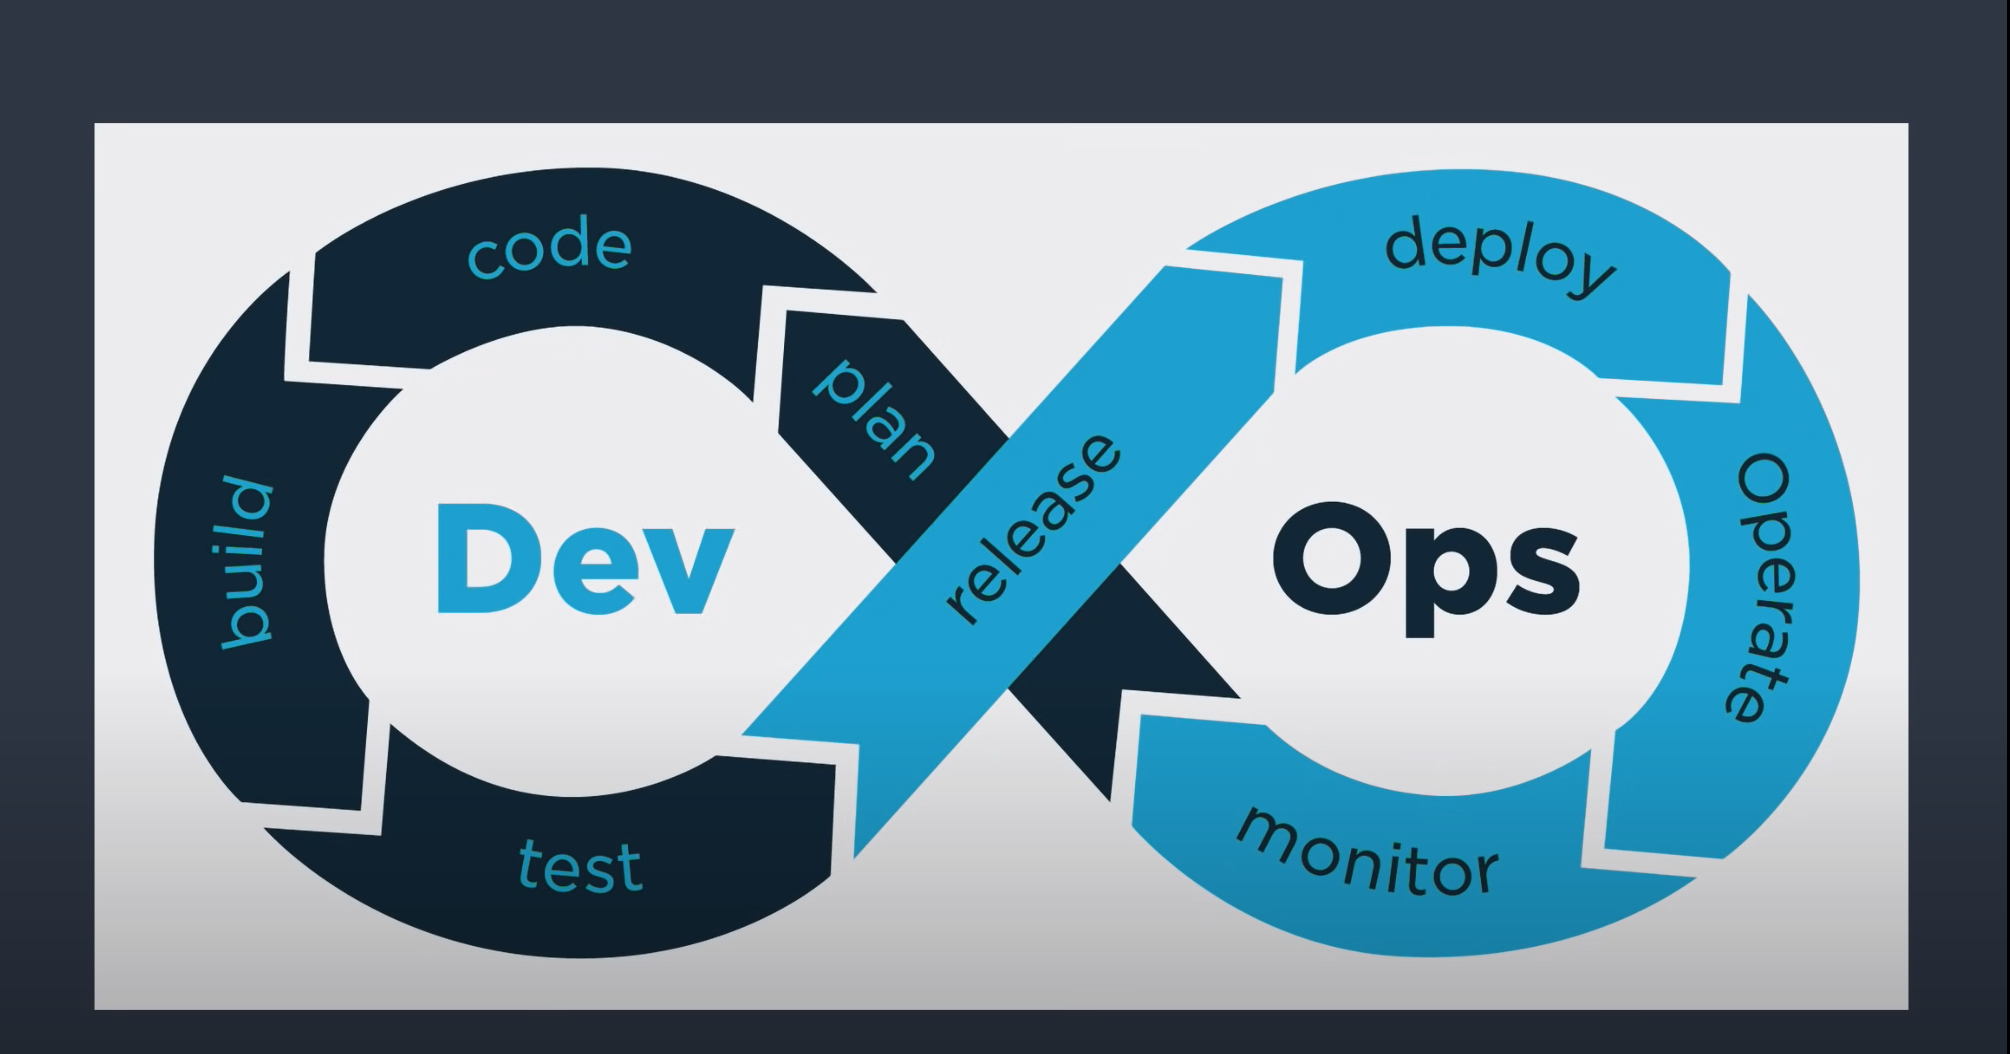 code
plan
build
Dev
test
release
deploy
Ops
Operate
monitor